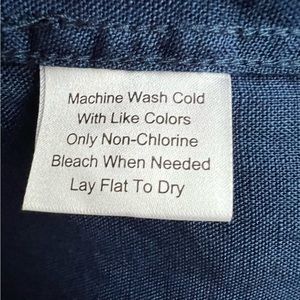 Machine Wash Cold
With Like Colors
Only Non-Chlorine
Bleach When Needed
Lay Flat To Dry